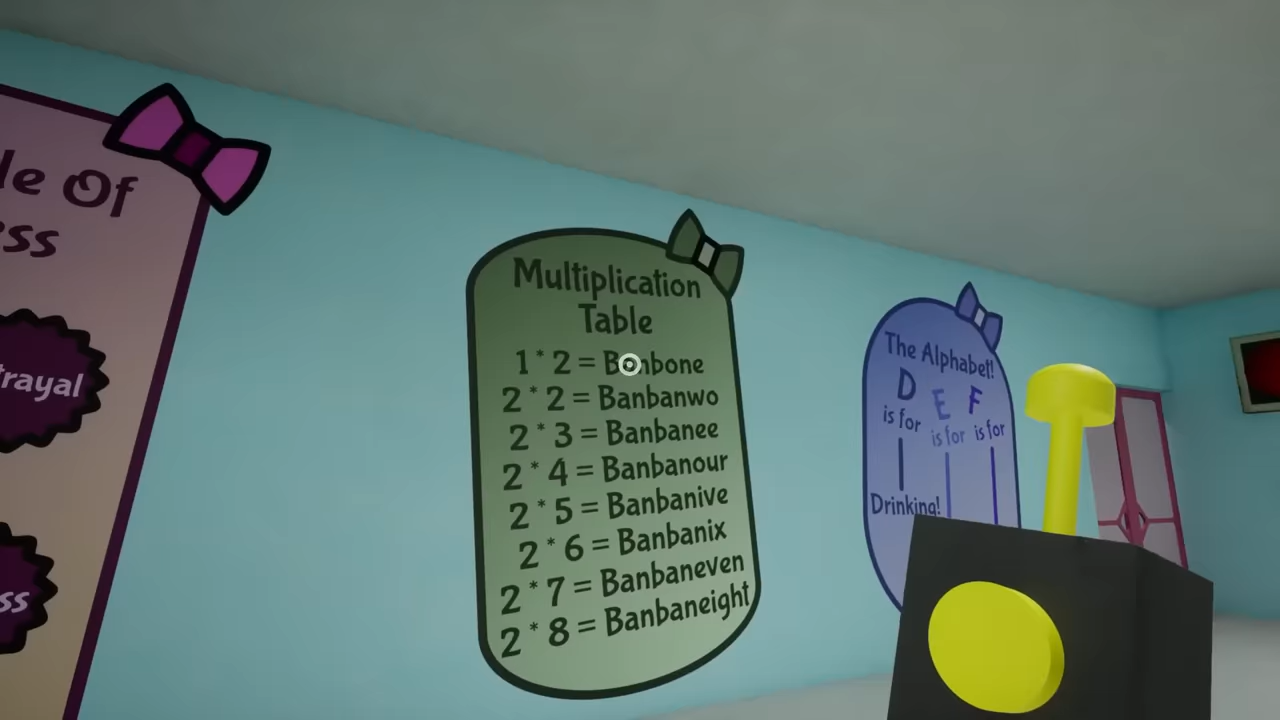 le Of
ss
trayal
ss
Multiplication
Table
1 * 2 = Bonbone
2 * 2 = Banbanwo
2 * 3 = Banbanee
2 * 4 = Banbanour
2 * 5 = Banbanive
2 * 6 = Banbanix
2 * 7 = Banbaneven
2 * 8 = Banbaneight
The Alphabet!
D E F
is for is for is for
Drinking!